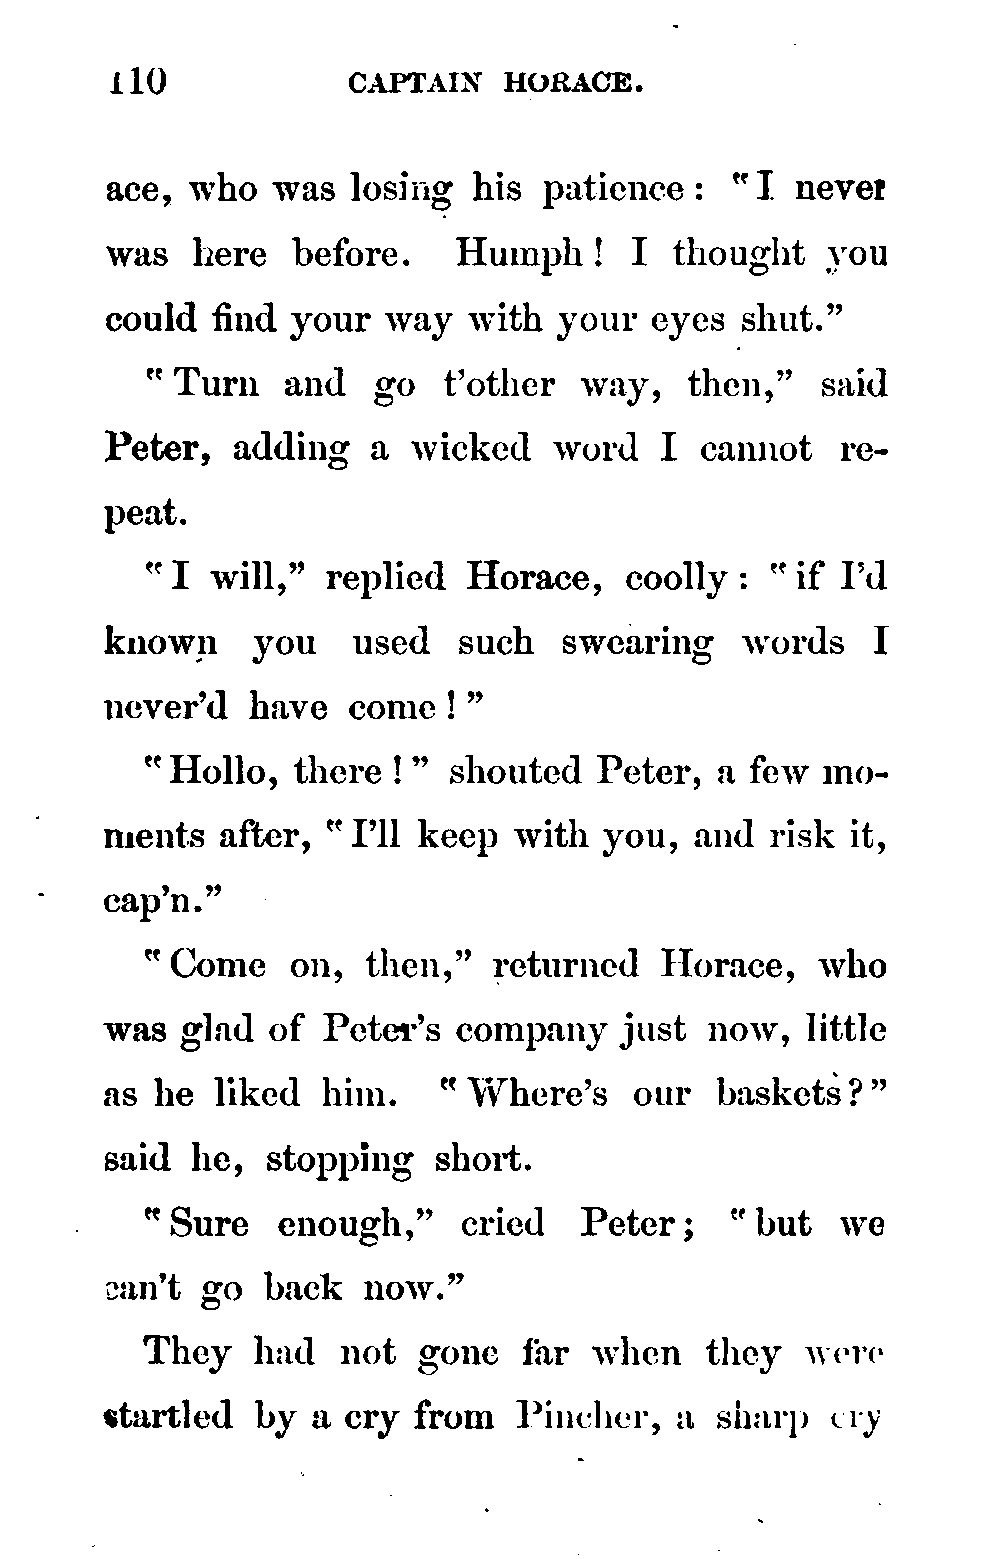 110 CAPTAIN HORACE.
ace, who was losing his patience: "I never
was here before. Humph! I thought you
could find your way with your eyes shut."
"Turn and go t'other way, then," said
Peter, adding a wicked word I cannot re-
peat.
"I will," replied Horace, coolly: "if I'd
known you used such swearing words I
never'd have come!"
"Hollo, there!" shouted Peter, a few mo-
ments after, "I'll keep with you, and risk it,
cap'n."
"Come on, then," returned Horace, who
was glad of Peter's company just now, little
as he liked him. "Where's our baskets?"
said he, stopping short.
"Sure enough," cried Peter; "but we
can't go back now."
They had not gone far when they were
startled by a cry from Pincher, a sharp cry